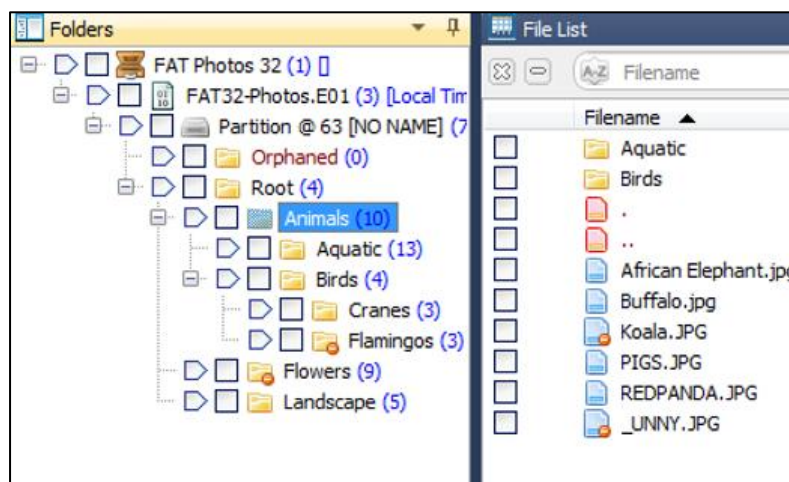 Folders
FAT Photos 32 (1) []
FAT32-Photos.E01 (3) [Local Tim
Partition @ 63 [NO NAME] (7
Orphaned (0)
Root (4)
Animals (10)
Aquatic (13)
Birds (4)
Cranes (3)
Flamingos (3)
Flowers (9)
Landscape (5)
File List
A-Z Filename
Filename
Aquatic
Birds
.
..
African Elephant.jpg
Buffalo.jpg
Koala.JPG
PIGS.JPG
REDPANDA.JPG
_UNNY.JPG